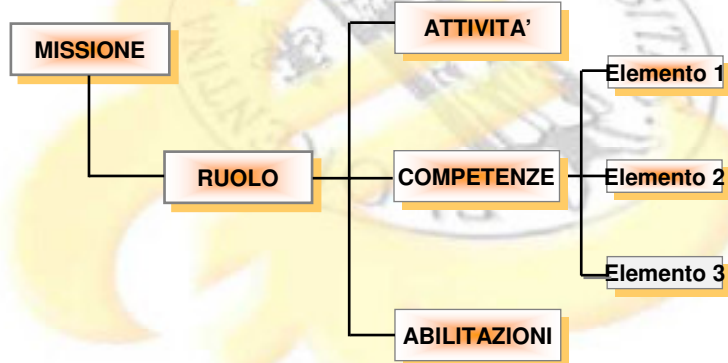 ATTIVITA’
MISSIONE
Elemento 1
RUOLO
COMPETENZE
Elemento 2
Elemento 3
ABILITAZIONI